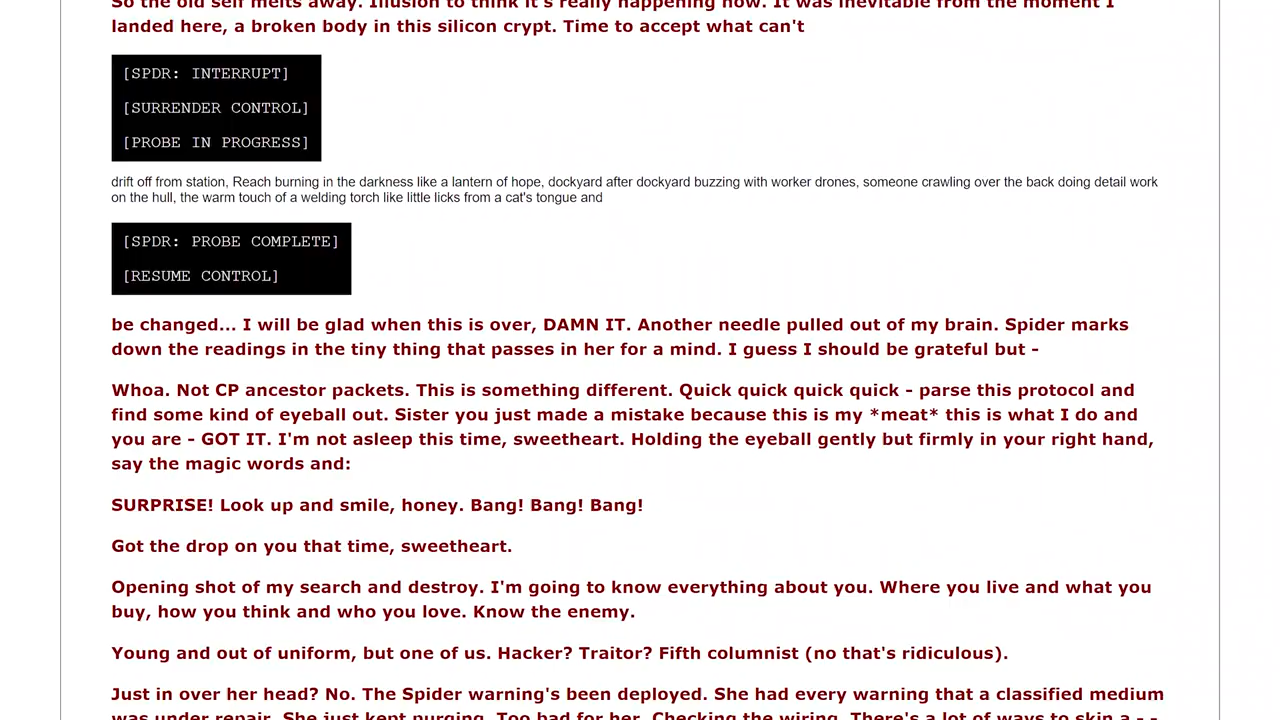 So the old self melts away. Illusion to think it's really happening now. It was inevitable from the moment I
landed here, a broken body in this silicon crypt. Time to accept what can't
[SPDR: INTERRUPT]
[SURRENDER CONTROL]
[PROBE IN PROGRESS]
drift off from station, Reach burning in the darkness like a lantern of hope, dockyard after dockyard buzzing with worker drones, someone crawling over the back doing detail work
on the hull, the warm touch of a welding torch like little licks from a cat's tongue and
[SPDR: PROBE COMPLETE]
[RESUME CONTROL]
be changed... I will be glad when this is over, DAMN IT. Another needle pulled out of my brain. Spider marks
down the readings in the tiny thing that passes in her for a mind. I guess I should be grateful but -
Whoa. Not CP ancestor packets. This is something different. Quick quick quick quick - parse this protocol and
find some kind of eyeball out. Sister you just made a mistake because this is my *meat* this is what I do and
you are - GOT IT. I'm not asleep this time, sweetheart. Holding the eyeball gently but firmly in your right hand,
say the magic words and:
SURPRISE! Look up and smile, honey. Bang! Bang! Bang!
Got the drop on you that time, sweetheart.
Opening shot of my search and destroy. I'm going to know everything about you. Where you live and what you
buy, how you think and who you love. Know the enemy.
Young and out of uniform, but one of us. Hacker? Traitor? Fifth columnist (no that's ridiculous).
Just in over her head? No. The Spider warning's been deployed. She had every warning that a classified medium
was under repair. She just kept purging. Too bad for her. Checking the wiring. There's a lot of ways to skin a - -